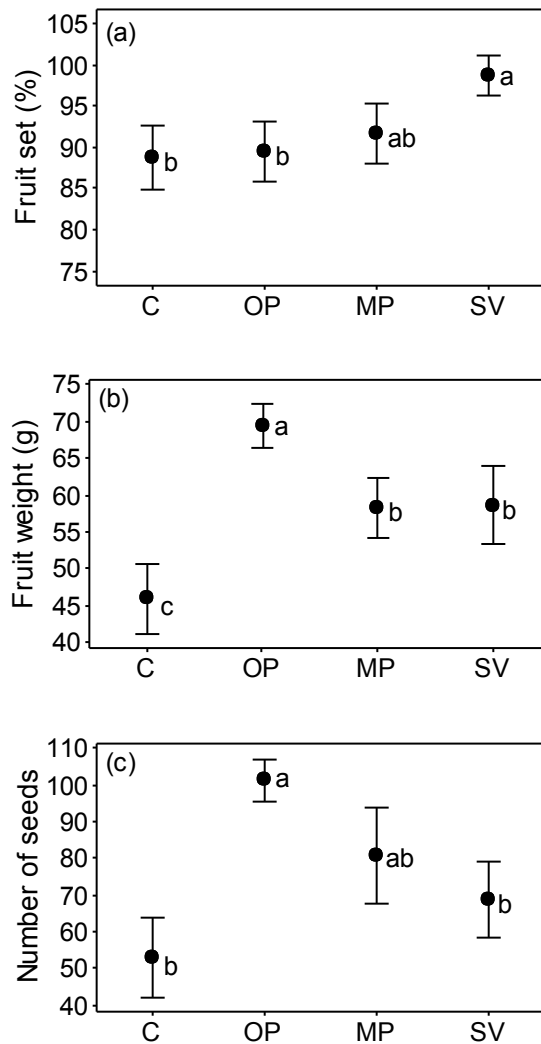 (a)
Fruit set (%)
105
100
95
90
85
80
75
b
b
ab
a
C OP MP SV
(b)
Fruit weight (g)
75
70
65
60
55
50
45
40
c
a
b
b
C OP MP SV
(c)
Number of seeds
110
100
90
80
70
60
50
40
b
a
ab
b
C OP MP SV